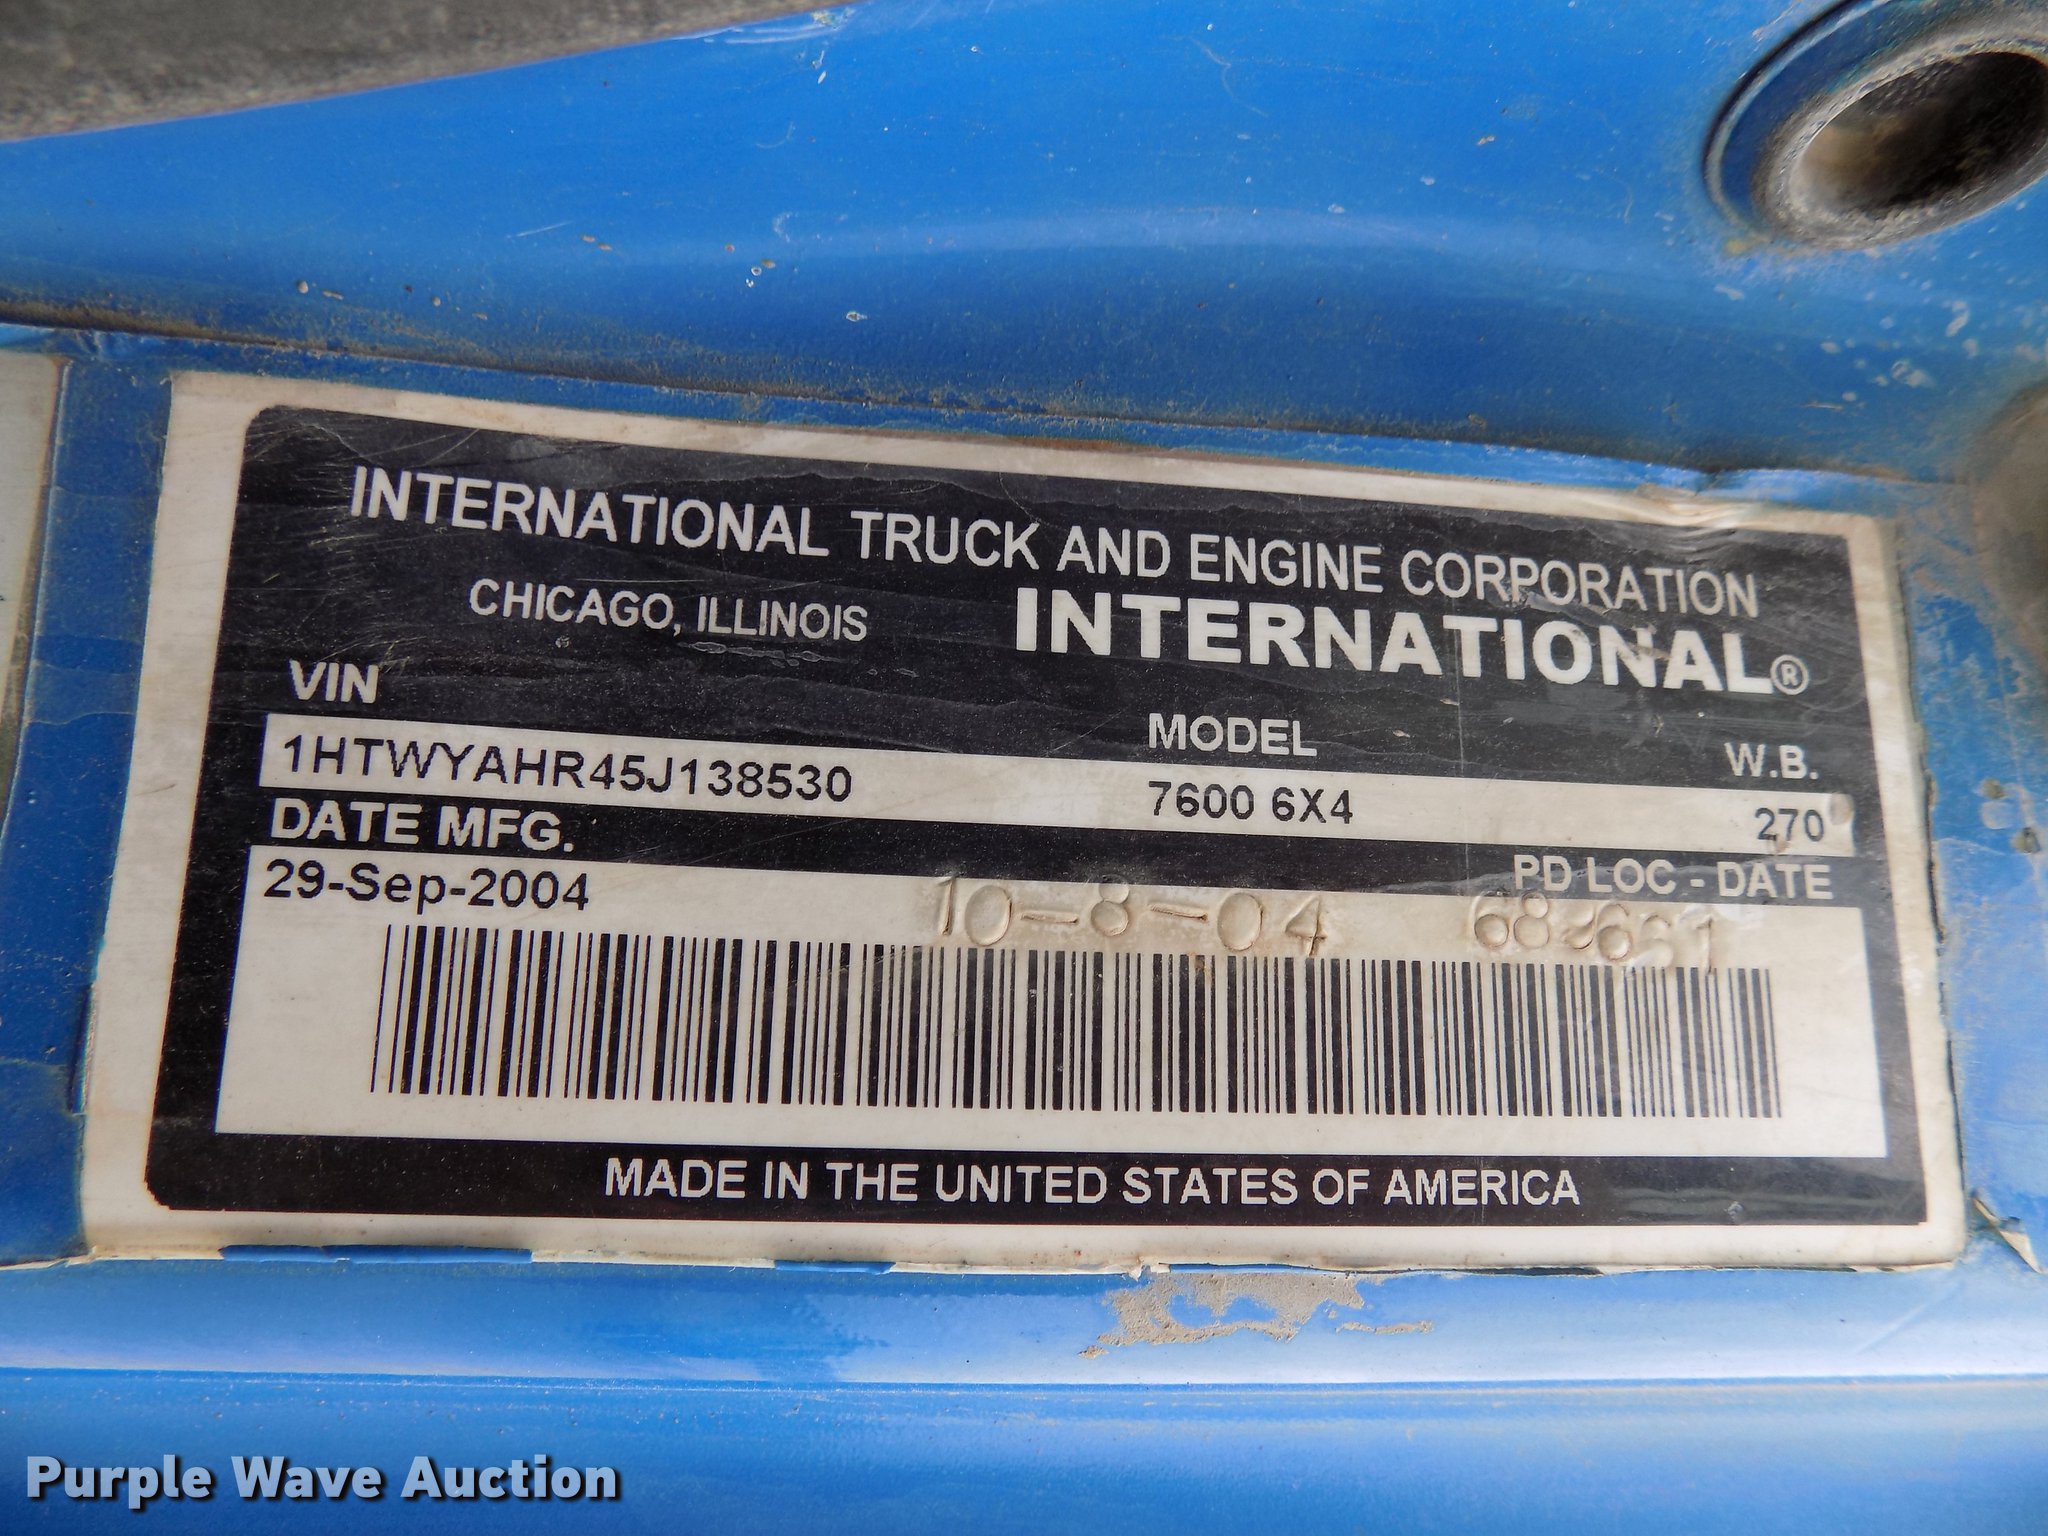 INTERNATIONAL TRUCK AND ENGINE CORPORATION
CHICAGO, ILLINOIS
INTERNATIONAL®
VIN
MODEL
W.B.
1HTWYAHR45J138530
7600 6X4
270
DATE MFG.
PD LOC - DATE
29-Sep-2004
10-8-04
MADE IN THE UNITED STATES OF AMERICA
Purple Wave Auction